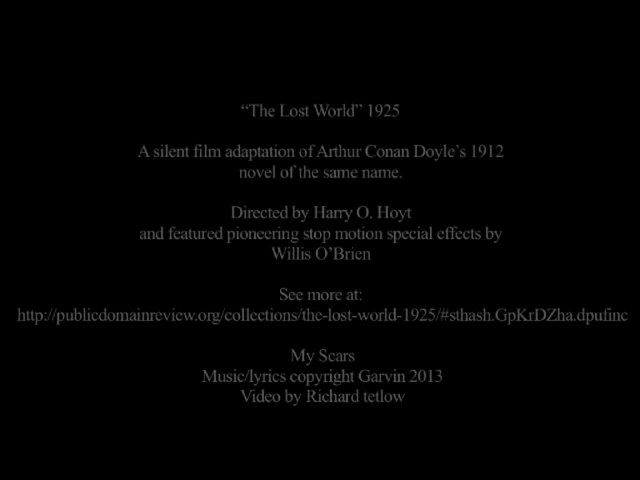 “The Lost World” 1925
A silent film adaptation of Arthur Conan Doyle’s 1912
novel of the same name.
Directed by Harry O. Hoyt
and featured pioneering stop motion special effects by
Willis O’Brien
See more at:
http://publicdomainreview.org/collections/the-lost-world-1925/#sthash.GpKrDZha.dpufinc
My Scars
Music/lyrics copyright Garvin 2013
Video by Richard tetlow